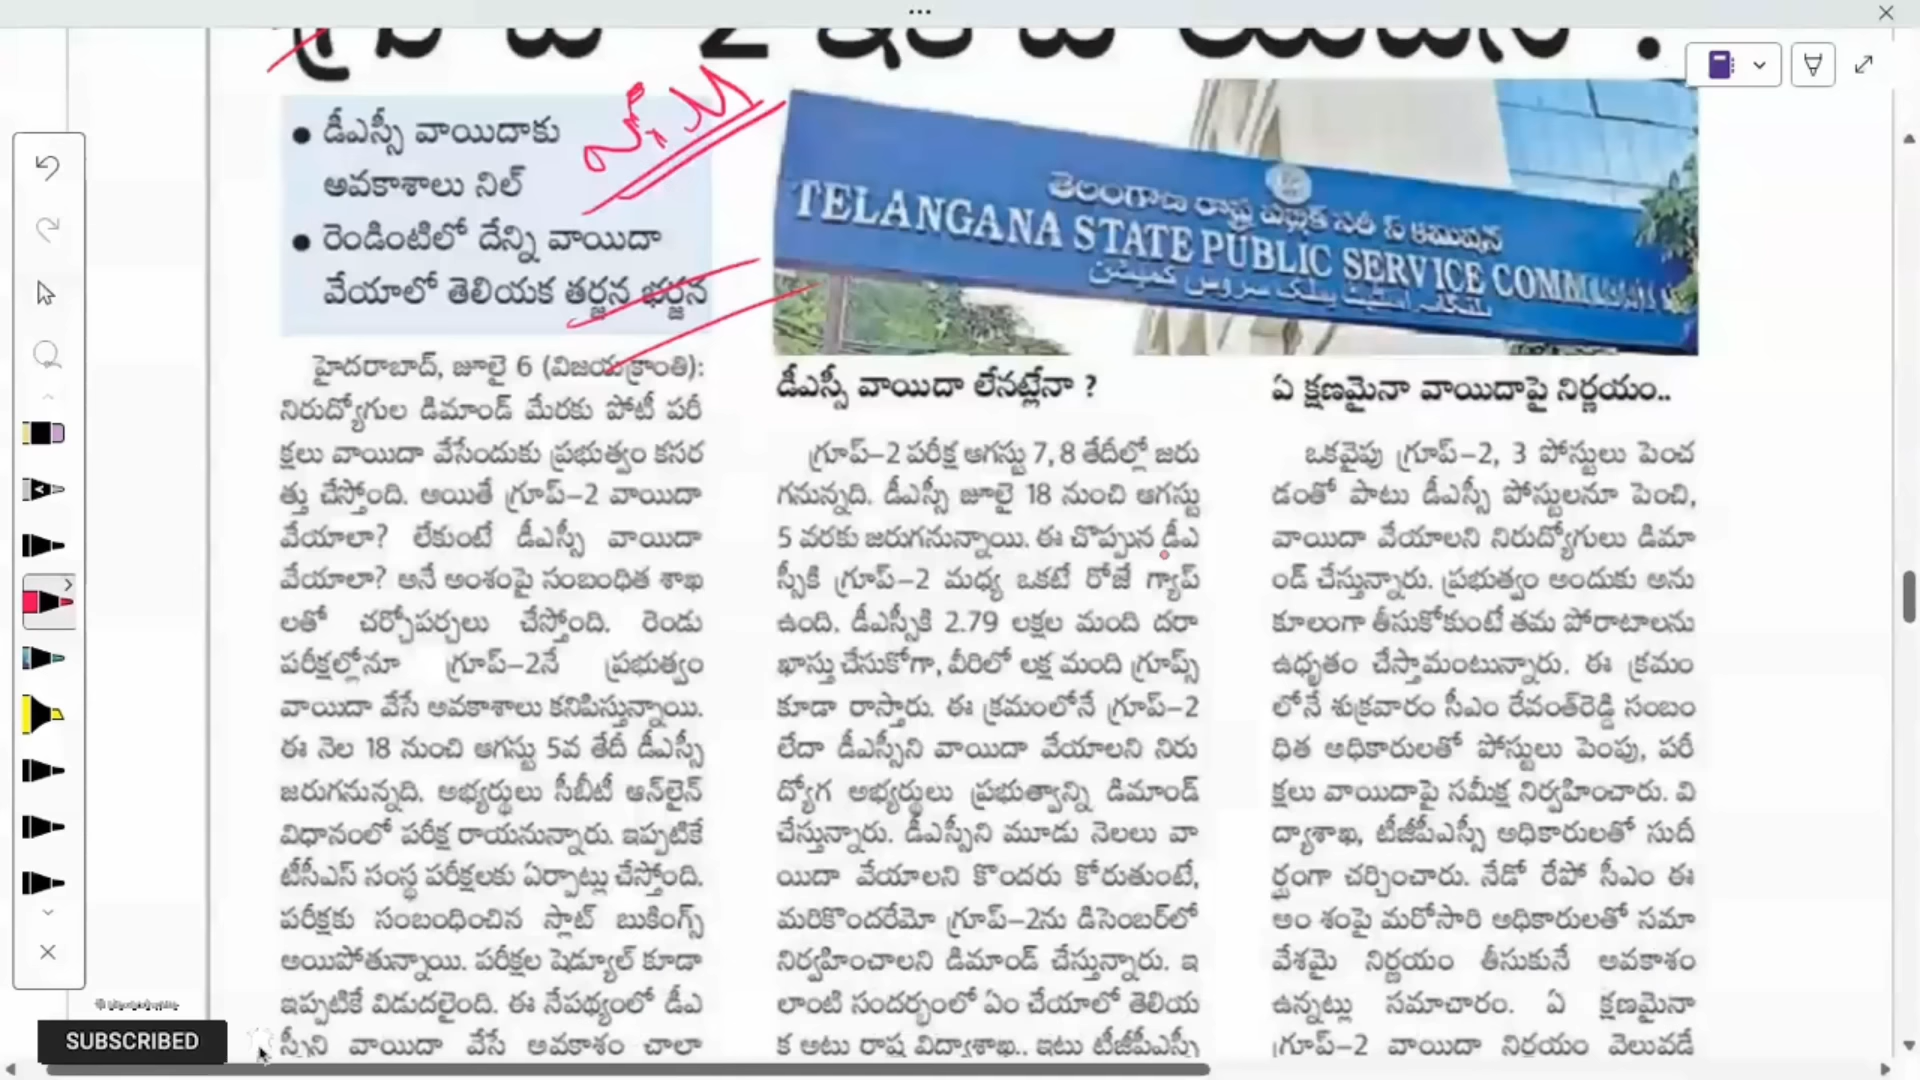 డీఎస్సీ వాయిదాకు
అవకాశాలు నిల్
రెండింటిలో దేన్ని వాయిదా
వేయాలో తెలియక తర్జన భర్జన
TELANGANA STATE PUBLIC SERVICE
హైదరాబాద్, జూలై 6 (విజయక్రాంతి):
నిరుద్యోగుల డిమాండ్ మేరకు పోటీ పరీ
క్షలు వాయిదా వేసేందుకు ప్రభుత్వం కసర
త్తు చేస్తోంది. అయితే గ్రూప్-2 వాయిదా
వేయాలా? లేకుంటే డీఎస్సీ వాయిదా
వేయాలా? అనే అంశంపై సంబంధిత శాఖ
లతో చర్చోపర్చలు చేస్తోంది. రెండు
పరీక్షల్లోనూ గ్రూప్-2నే ప్రభుత్వం
వాయిదా వేసే అవకాశాలు కనిపిస్తున్నాయి.
ఈ నెల 18 నుంచి ఆగస్టు 5వ తేదీ డీఎస్సీ
జరుగనున్నది. అభ్యర్థులు సీబీటీ ఆన్‌లైన్
విధానంలో పరీక్ష రాయనున్నారు. ఇప్పటికే
టీసీఎస్ సంస్థ పరీక్షలకు ఏర్పాట్లు చేస్తోంది.
పరీక్షకు సంబంధించిన స్లాట్ బుకింగ్స్
అయిపోతున్నాయి. పరీక్షల షెడ్యూల్ కూడా
ఇప్పటికే విడుదలైంది. ఈ నేపథ్యంలో డీఎ
స్సీని వాయిదా వేసే అవకాశం చాలా
డీఎస్సీ వాయిదా లేనట్లేనా ?
గ్రూప్-2 పరీక్ష ఆగస్టు 7, 8 తేదీల్లో జరు
గనున్నది. డీఎస్సీ జూలై 18 నుంచి ఆగస్టు
5 వరకు జరుగనున్నాయి. ఈ చొప్పున డీఎ
స్సీకి గ్రూప్-2 మధ్య ఒకటే రోజే గ్యాప్
ఉంది. డీఎస్సీకి 2.79 లక్షల మంది దరా
ఖాస్తు చేసుకోగా, వీరిలో లక్ష మంది గ్రూప్స్
కూడా రాస్తారు. ఈ క్రమంలోనే గ్రూప్-2
లేదా డీఎస్సీని వాయిదా వేయాలని నిరు
ద్యోగ అభ్యర్థులు ప్రభుత్వాన్ని డిమాండ్
చేస్తున్నారు. డీఎస్సీని మూడు నెలలు వా
యిదా వేయాలని కొందరు కోరుతుంటే,
మరికొందరేమో గ్రూప్-2ను డిసెంబర్‌లో
నిర్వహించాలని డిమాండ్ చేస్తున్నారు. ఇ
లాంటి సందర్భంలో ఏం చేయాలో తెలియ
క అటు రాష్ట్ర విద్యాశాఖ.. ఇటు టీజీపీఎస్సీ
ఏ క్షణమైనా వాయిదాపై నిర్ణయం..
ఒకవైపు గ్రూప్-2, 3 పోస్టులు పెంచ
డంతో పాటు డీఎస్సీ పోస్టులనూ పెంచి,
వాయిదా వేయాలని నిరుద్యోగులు డిమా
ండ్ చేస్తున్నారు. ప్రభుత్వం అందుకు అను
కూలంగా తీసుకోకుంటే తమ పోరాటాలను
ఉధృతం చేస్తామంటున్నారు. ఈ క్రమం
లోనే శుక్రవారం సీఎం రేవంత్‌రెడ్డి సంబం
ధిత అధికారులతో పోస్టులు పెంపు, పరీ
క్షలు వాయిదాపై సమీక్ష నిర్వహించారు. వి
ద్యాశాఖ, టీజీపీఎస్సీ అధికారులతో సుదీ
ర్ఘంగా చర్చించారు. నేడో రేపో సీఎం ఈ
అం శంపై మరోసారి అధికారులతో సమా
వేశమై నిర్ణయం తీసుకునే అవకాశం
ఉన్నట్లు సమాచారం. ఏ క్షణమైనా
గ్రూప్-2 వాయిదా నిర్ణయం వెలువడే
SUBSCRIBED